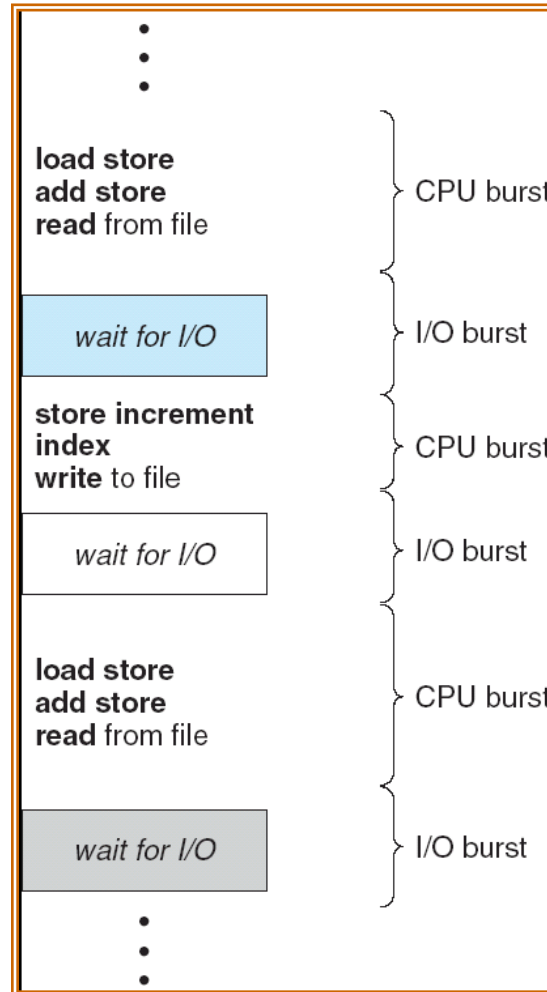 load store
add store
read from file
CPU burst
wait for I/O
I/O burst
store increment
index
write to file
CPU burst
wait for I/O
I/O burst
load store
add store
read from file
CPU burst
wait for I/O
I/O burst